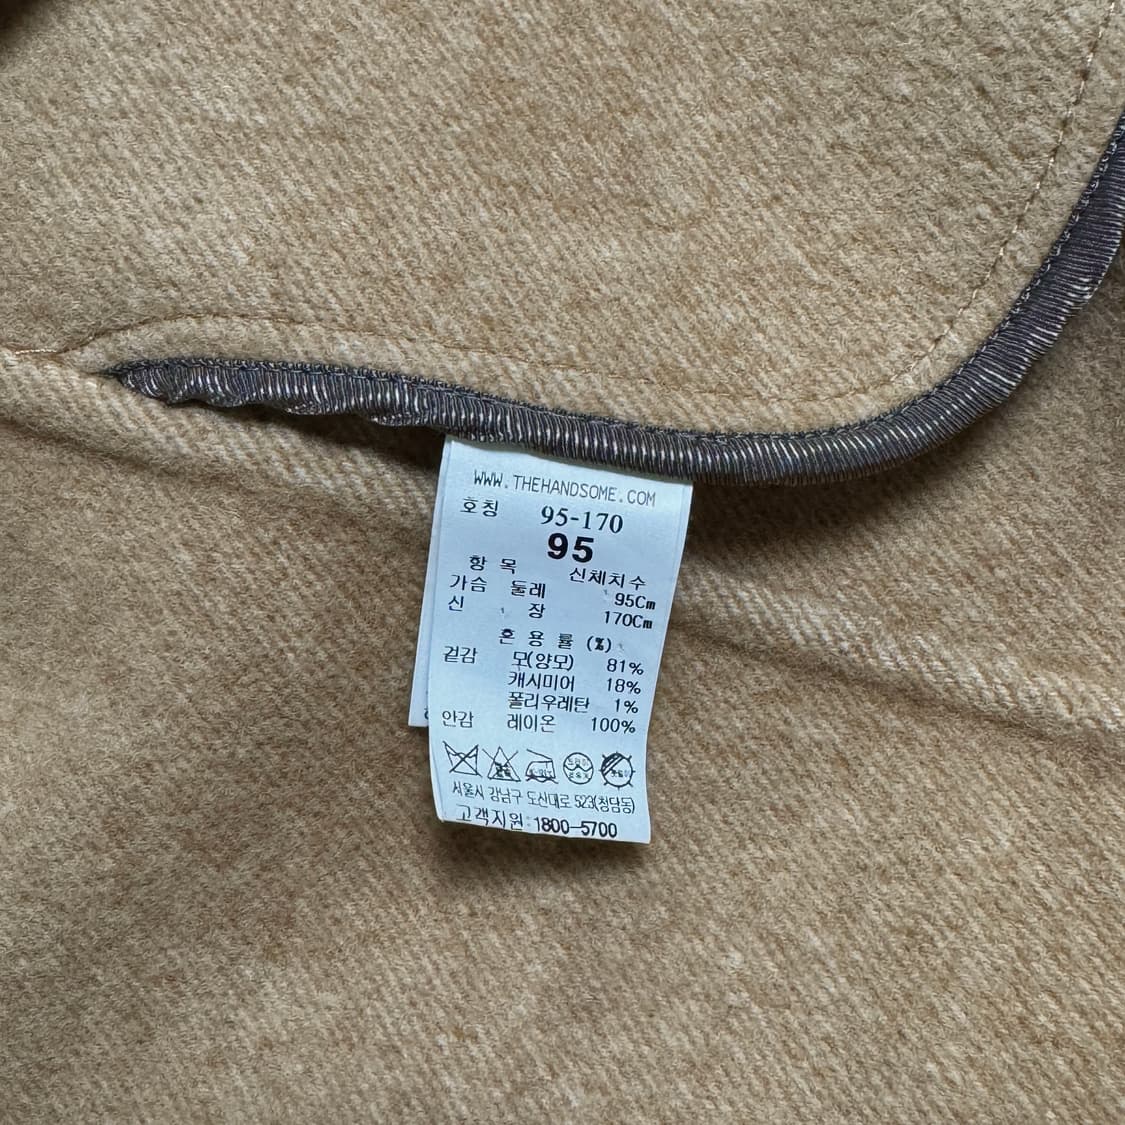 WWW.THEHANDSOME.COM
호칭 95-170
95
항 목 신체치수
가슴 둘레 95Cm
신 장 170Cm
혼 용 률 (%)
겉감 모(양모) 81%
캐시미어 18%
폴리우레탄 1%
안감 레이온 100%
서울시 강남구 도산대로 523(청담동)
고객지원:1800-5700